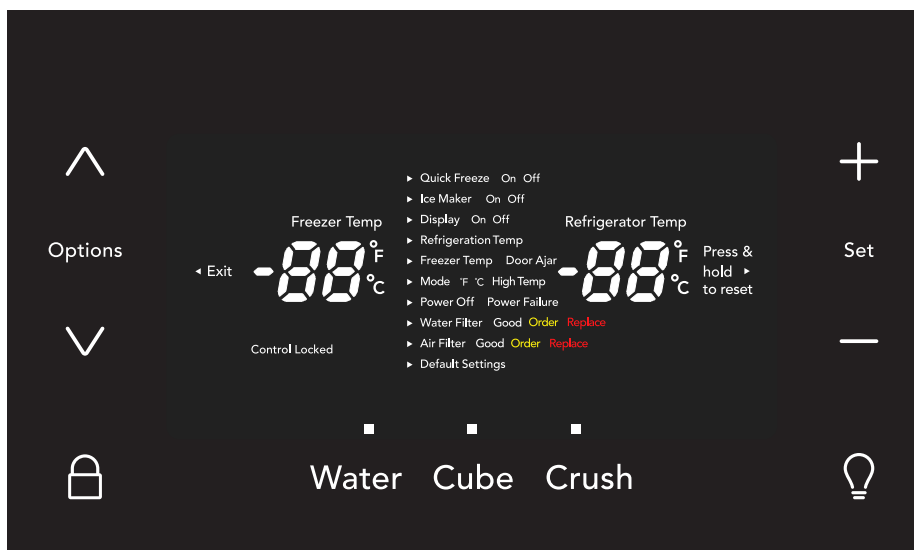 Options
Exit
Freezer Temp
-88°F °C
Control Locked
Quick Freeze On Off
Ice Maker On Off
Display On Off
Refrigeration Temp
Freezer Temp Door Ajar
Mode °F °C High Temp
Power Off Power Failure
Water Filter Good Order Replace
Air Filter Good Order Replace
Default Settings
Refrigerator Temp
-88°F °C
Press &
hold
to reset
Set
Water Cube Crush